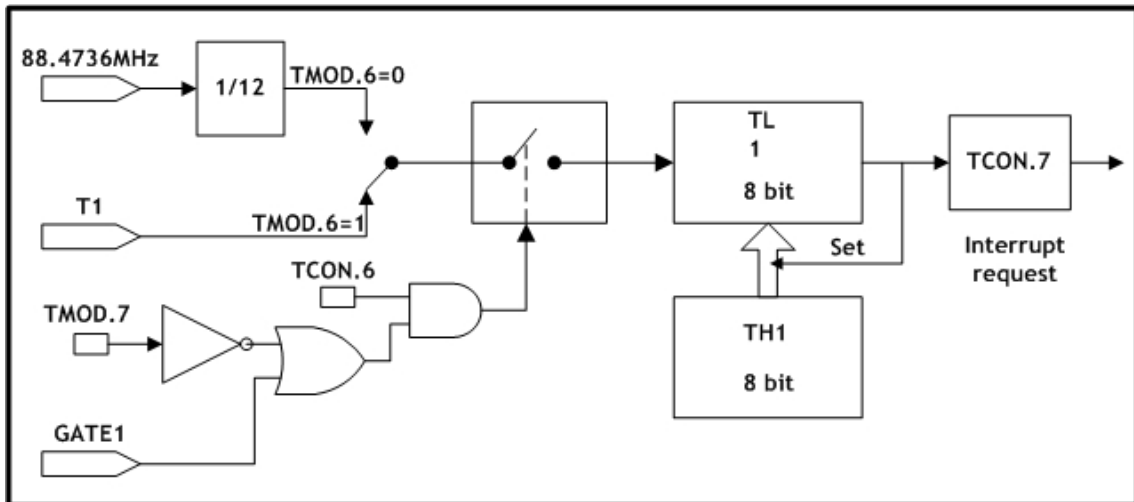 88.4736MHz
1/12
TMOD.6=0
T1
TMOD.6=1
TL
1
8 bit
TCON.7
Set
Interrupt
request
TCON.6
TMOD.7
TH1
8 bit
GATE1